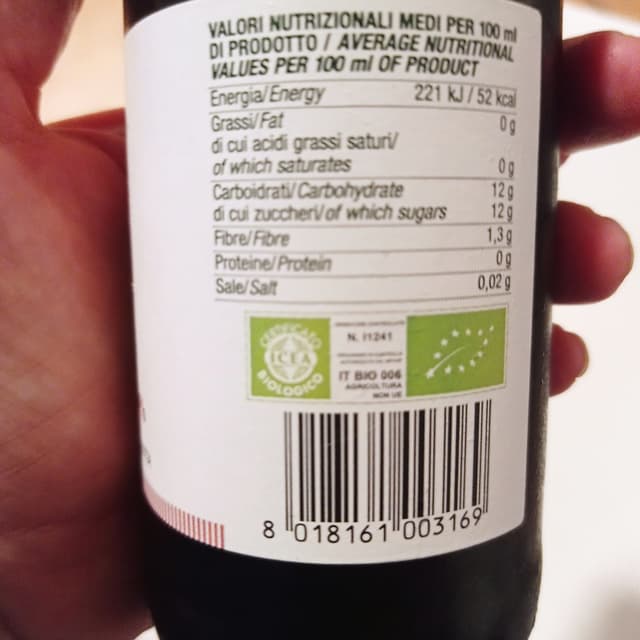 VALORI NUTRIZIONALI MEDI PER 100 ml
DI PRODOTTO / AVERAGE NUTRITIONAL
VALUES PER 100 ml OF PRODUCT
Energia/Energy 221 kJ / 52 kcal
Grassi/Fat 0 g
di cui acidi grassi saturi/
of which saturates 0 g
Carboidrati/Carbohydrate 12 g
di cui zuccheri/of which sugars 12 g
Fibre/Fibre 1,3 g
Proteine/Protein 0 g
Sale/Salt 0,02 g
ICEA
BIOLOGICO
N. I1241
IT BIO 006
AGRICOLTURA
NON UE
8 018161 003169